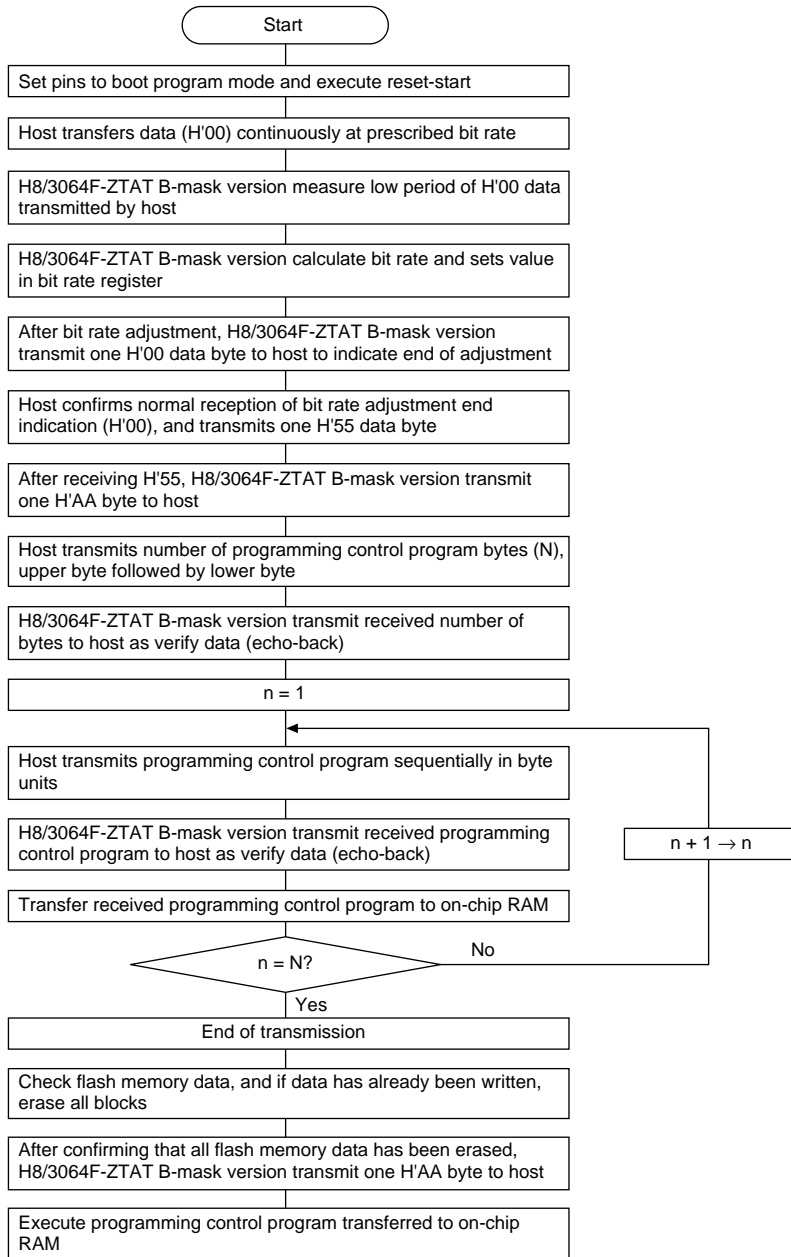 Start
Set pins to boot program mode and execute reset-start
Host transfers data (H'00) continuously at prescribed bit rate
H8/3064F-ZTAT B-mask version measure low period of H'00 data
transmitted by host
H8/3064F-ZTAT B-mask version calculate bit rate and sets value
in bit rate register
After bit rate adjustment, H8/3064F-ZTAT B-mask version
transmit one H'00 data byte to host to indicate end of adjustment
Host confirms normal reception of bit rate adjustment end
indication (H'00), and transmits one H'55 data byte
After receiving H'55, H8/3064F-ZTAT B-mask version transmit
one H'AA byte to host
Host transmits number of programming control program bytes (N),
upper byte followed by lower byte
H8/3064F-ZTAT B-mask version transmit received number of
bytes to host as verify data (echo-back)
n = 1
Host transmits programming control program sequentially in byte
units
H8/3064F-ZTAT B-mask version transmit received programming
control program to host as verify data (echo-back)
n + 1 → n
Transfer received programming control program to on-chip RAM
n = N?
No
Yes
End of transmission
Check flash memory data, and if data has already been written,
erase all blocks
After confirming that all flash memory data has been erased,
H8/3064F-ZTAT B-mask version transmit one H'AA byte to host
Execute programming control program transferred to on-chip
RAM